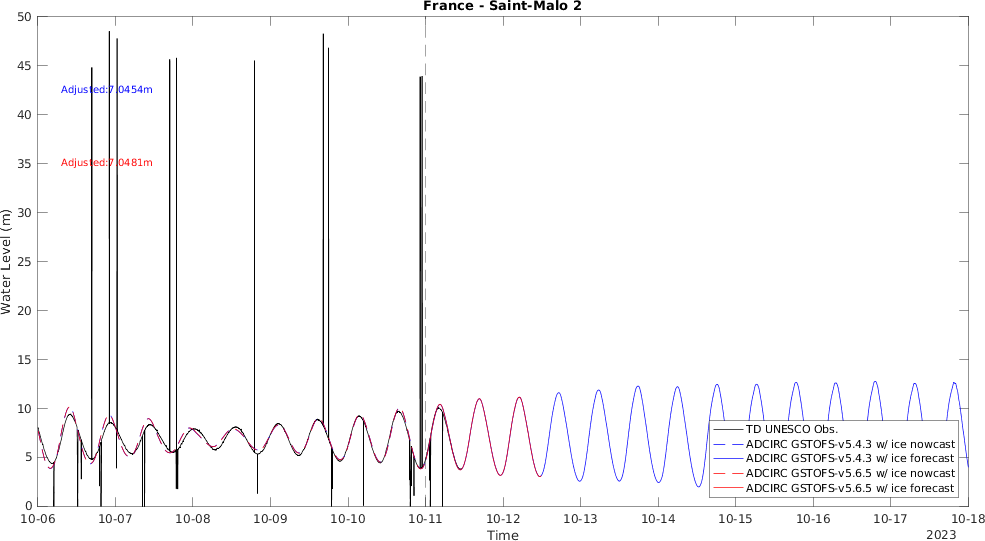 France - Saint-Malo 2
50
45
40
35
30
25
20
15
10
5
0
Water Level (m)
Adjusted:7.0454m
Adjusted:7.0481m
TD UNESCO Obs.
ADCIRC GSTOFS-v5.4.3 w/ ice nowcast
ADCIRC GSTOFS-v5.4.3 w/ ice forecast
ADCIRC GSTOFS-v5.6.5 w/ ice nowcast
ADCIRC GSTOFS-v5.6.5 w/ ice forecast
10-06 10-07 10-08 10-09 10-10 10-11 10-12 10-13 10-14 10-15 10-16 10-17 10-18
Time
2023